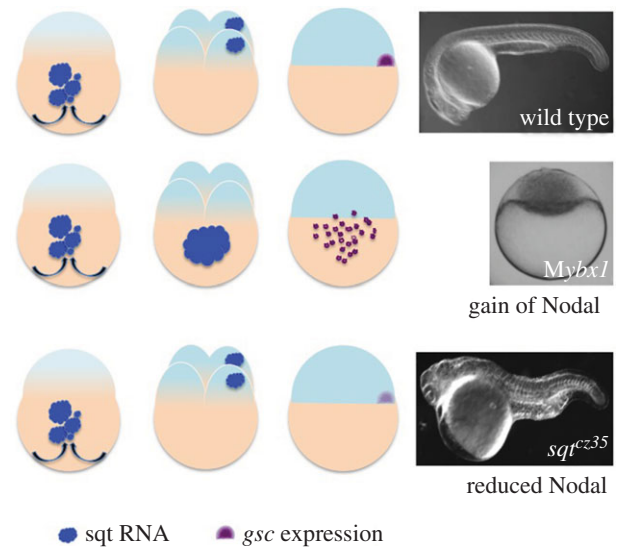 wild type
Mybx1
gain of Nodal
sqtcz35
reduced Nodal
sqt RNA
gsc expression